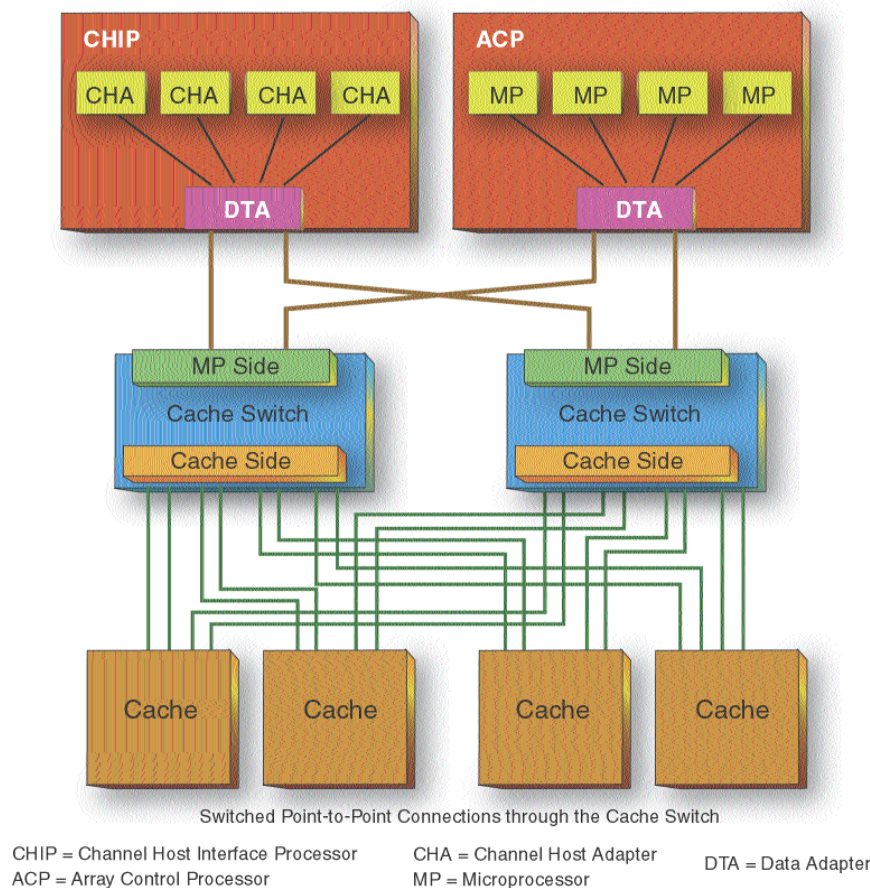 CHIP
ACP
CHA CHA CHA CHA
MP MP MP MP
DTA
DTA
MP Side
MP Side
Cache Switch
Cache Switch
Cache Side
Cache Side
Cache Cache Cache Cache
Switched Point-to-Point Connections through the Cache Switch
CHIP = Channel Host Interface Processor
ACP = Array Control Processor
CHA = Channel Host Adapter
MP = Microprocessor
DTA = Data Adapter